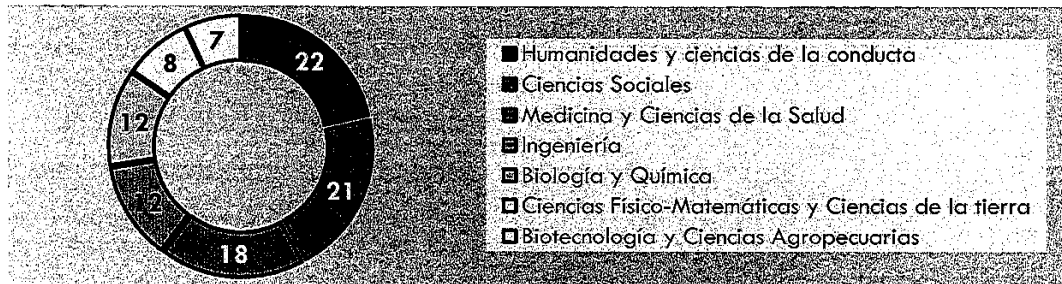 22
21
18
12
12
8
7
Humanidades y ciencias de la conducta
Ciencias Sociales
Medicina y Ciencias de la Salud
Ingeniería
Biología y Química
Ciencias Físico-Matemáticas y Ciencias de la tierra
Biotecnología y Ciencias Agropecuarias